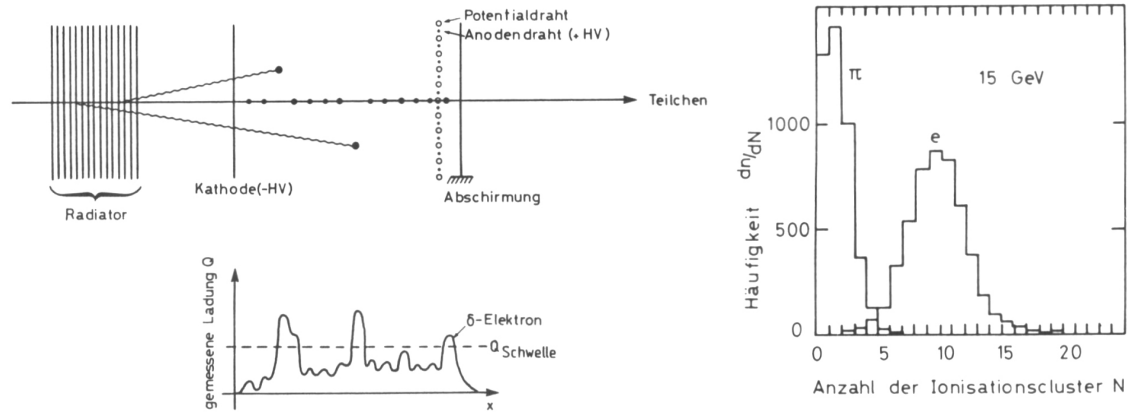 Potentialdraht
Anodendraht (+HV)
Teilchen
Kathode(-HV)
Radiator
Abschirmung
gemessene Ladung Q
δ-Elektron
Q Schwelle
x
π
15 GeV
e
1000
500
0
Häufigkeit dn/dN
0 5 10 15 20
Anzahl der Ionisationscluster N